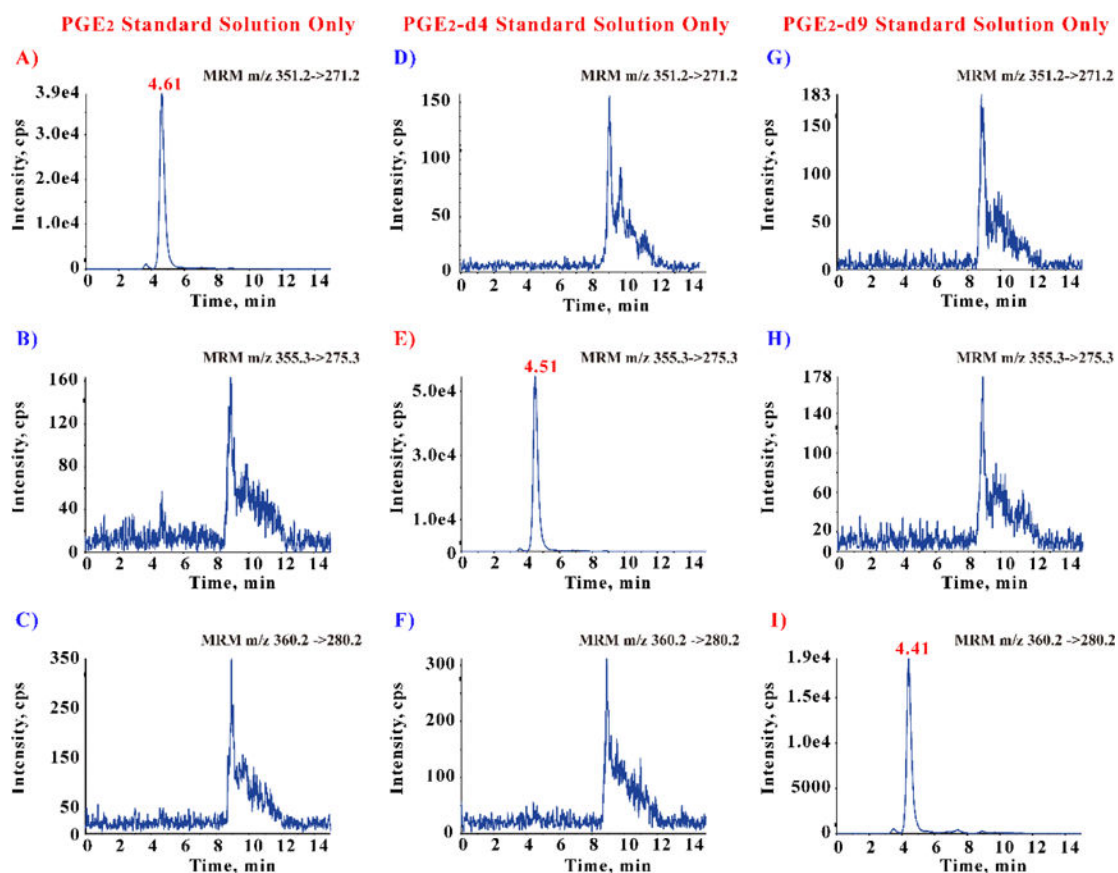 PGE2 Standard Solution Only
PGE2-d4 Standard Solution Only
PGE2-d9 Standard Solution Only
A)
MRM m/z 351.2->271.2
4.61
3.9e4
3.0e4
2.0e4
1.0e4
0
Intensity, cps
0 2 4 6 8 10 12 14
Time, min
D)
MRM m/z 351.2->271.2
150
100
50
0
Intensity, cps
0 2 4 6 8 10 12 14
Time, min
G)
MRM m/z 351.2->271.2
183
150
100
50
0
Intensity, cps
0 2 4 6 8 10 12 14
Time, min
B)
MRM m/z 355.3->275.3
160
120
80
40
0
Intensity, cps
0 2 4 6 8 10 12 14
Time, min
E)
MRM m/z 355.3->275.3
4.51
5.0e4
3.0e4
1.0e4
0
Intensity, cps
0 2 4 6 8 10 12 14
Time, min
H)
MRM m/z 355.3->275.3
178
140
100
60
20
0
Intensity, cps
0 2 4 6 8 10 12 14
Time, min
C)
MRM m/z 360.2 ->280.2
350
250
150
50
0
Intensity, cps
0 2 4 6 8 10 12 14
Time, min
F)
MRM m/z 360.2 ->280.2
300
200
100
0
Intensity, cps
0 2 4 6 8 10 12 14
Time, min
I)
MRM m/z 360.2 ->280.2
4.41
1.9e4
1.5e4
1.0e4
5000
0
Intensity, cps
0 2 4 6 8 10 12 14
Time, min